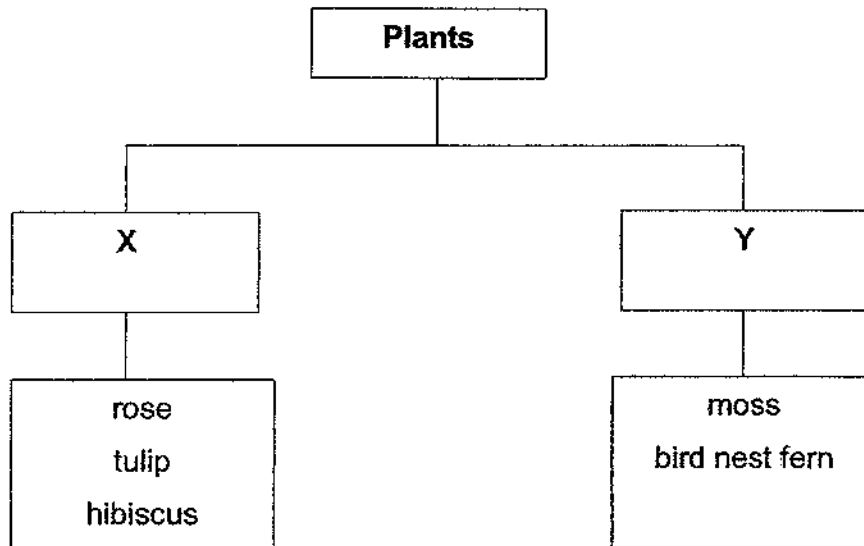 Plants
X
Y
rose
tulip
hibiscus
moss
bird nest fern